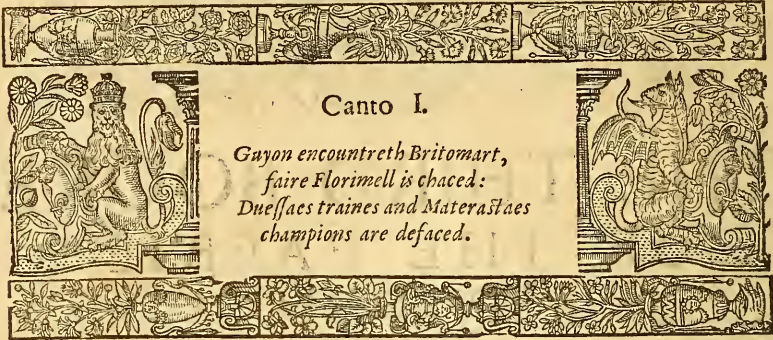 Canto I.
Guyon encountreth Britomart,
faire Florimell is chaced:
Duessaes traines and Materastaes
champions are defaced.